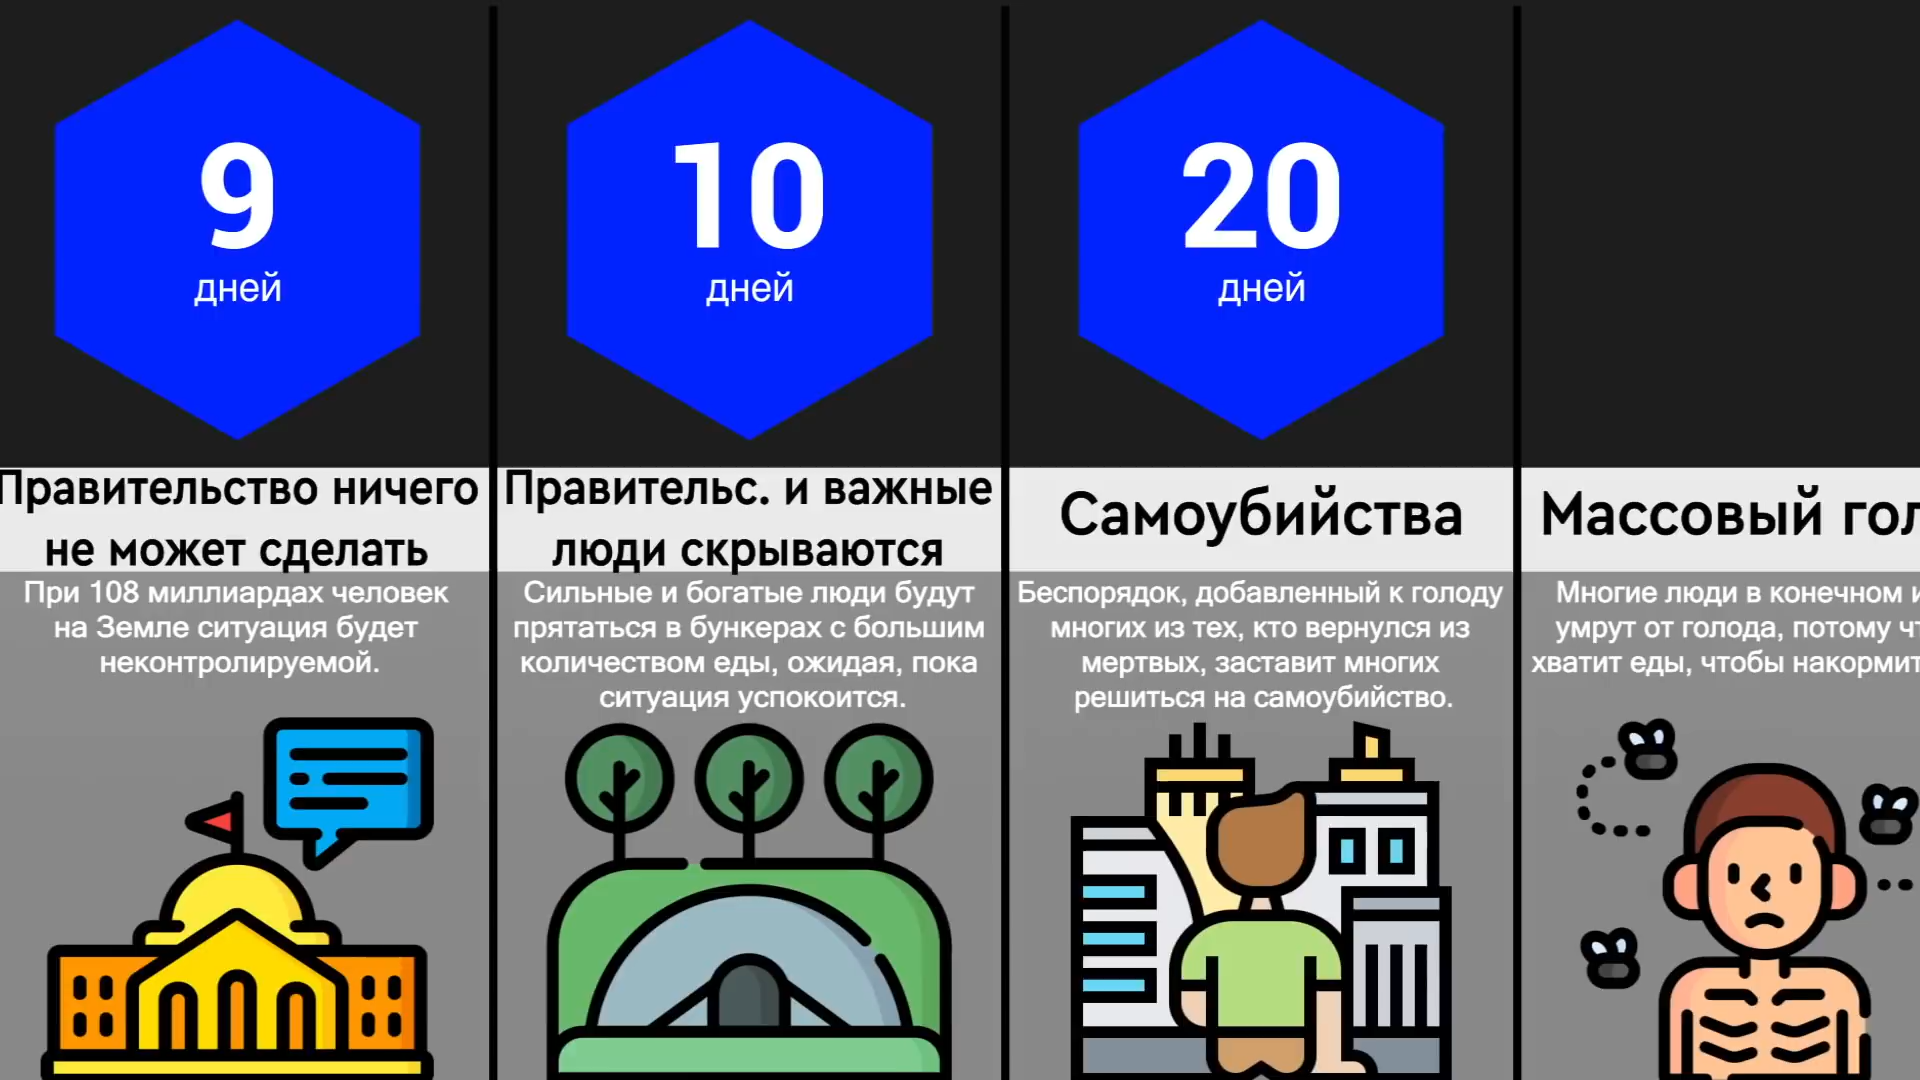 9
дней
Правительство ничего
не может сделать
При 108 миллиардах человек
на Земле ситуация будет
неконтролируемой.
10
дней
Правительс. и важные
люди скрываются
Сильные и богатые люди будут
прятаться в бункерах с большим
количеством еды, ожидая, пока
ситуация успокоится.
20
дней
Самоубийства
Беспорядок, добавленный к голоду
многих из тех, кто вернулся из
мертвых, заставит многих
решиться на самоубийство.
Массовый гол
Многие люди в конечном и
умрут от голода, потому чт
хватит еды, чтобы накормит